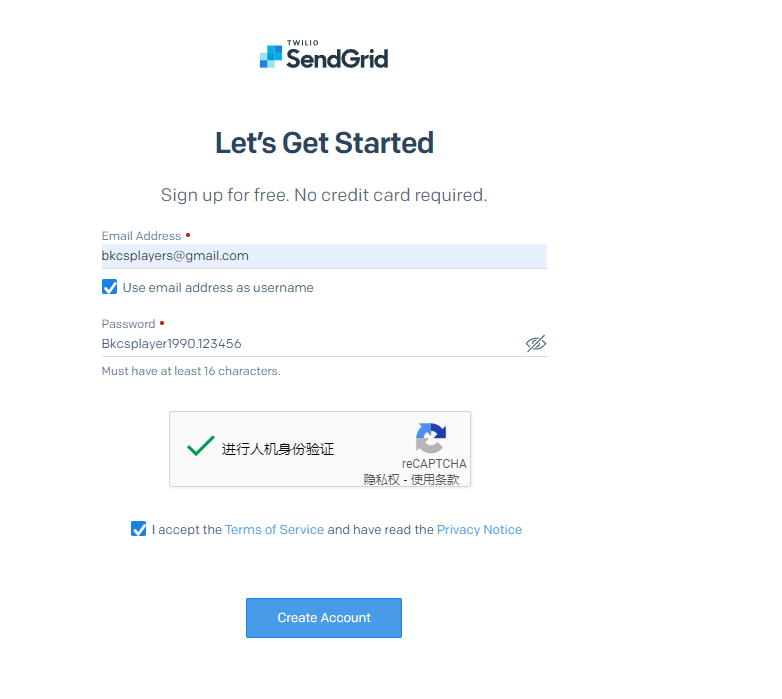 TWILIO
SendGrid
Let's Get Started
Sign up for free. No credit card required.
Email Address •
bkcsplayers@gmail.com
Use email address as username
Password •
Bkcsplayer1990.123456
Must have at least 16 characters.
进行人机身份验证
reCAPTCHA
隐私权 - 使用条款
I accept the Terms of Service and have read the Privacy Notice
Create Account